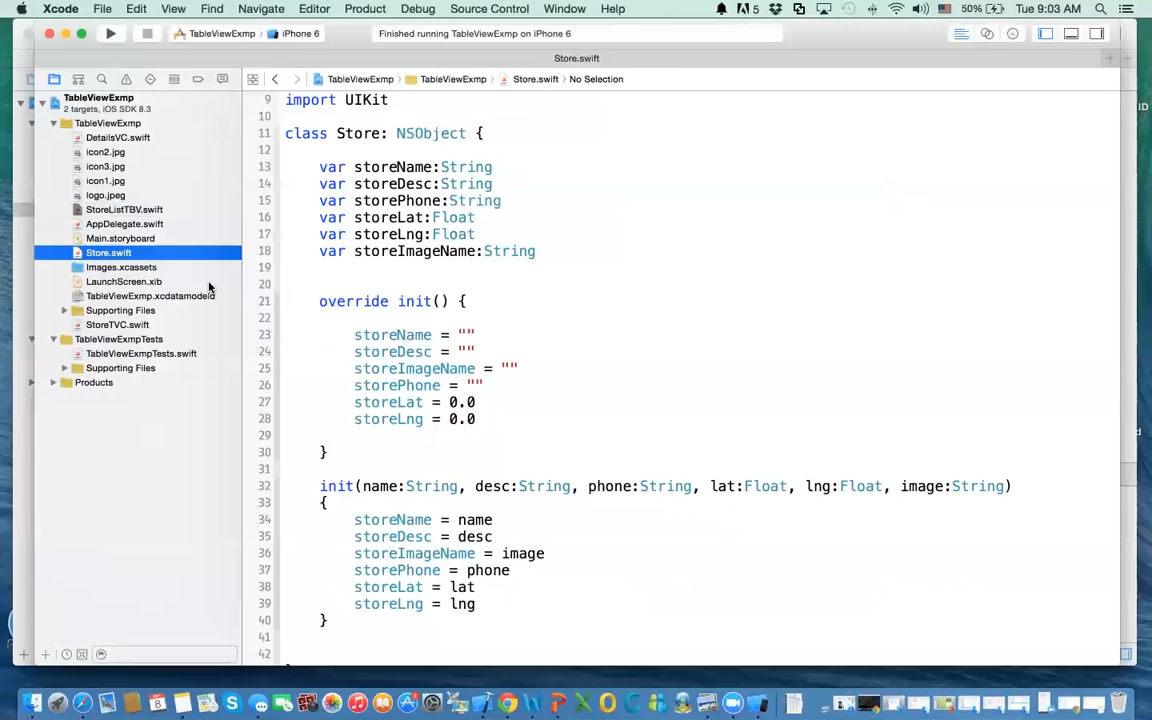 Xcode File Edit View Find Navigate Editor Product Debug Source Control Window Help 5 50% Tue 9:03 AM
TableViewExmp iPhone 6 Finished running TableViewExmp on iPhone 6
Store.swift
TableViewExmp TableViewExmp Store.swift No Selection
TableViewExmp
2 targets, iOS SDK 8.3
TableViewExmp
DetailsVC.swift
icon2.jpg
icon3.jpg
icon1.jpg
logo.jpeg
StoreListTBV.swift
AppDelegate.swift
Main.storyboard
Store.swift
Images.xcassets
LaunchScreen.xib
TableViewExmp.xcdatamodeld
Supporting Files
StoreTVC.swift
TableViewExmpTests
TableViewExmpTests.swift
Supporting Files
Products
9 import UIKit
10
11 class Store: NSObject {
12
13 var storeName:String
14 var storeDesc:String
15 var storePhone:String
16 var storeLat:Float
17 var storeLng:Float
18 var storeImageName:String
19
20
21 override init() {
22
23 storeName = ""
24 storeDesc = ""
25 storeImageName = ""
26 storePhone = ""
27 storeLat = 0.0
28 storeLng = 0.0
29
30 }
31
32 init(name:String, desc:String, phone:String, lat:Float, lng:Float, image:String)
33 {
34 storeName = name
35 storeDesc = desc
36 storeImageName = image
37 storePhone = phone
38 storeLat = lat
39 storeLng = lng
40 }
41
42